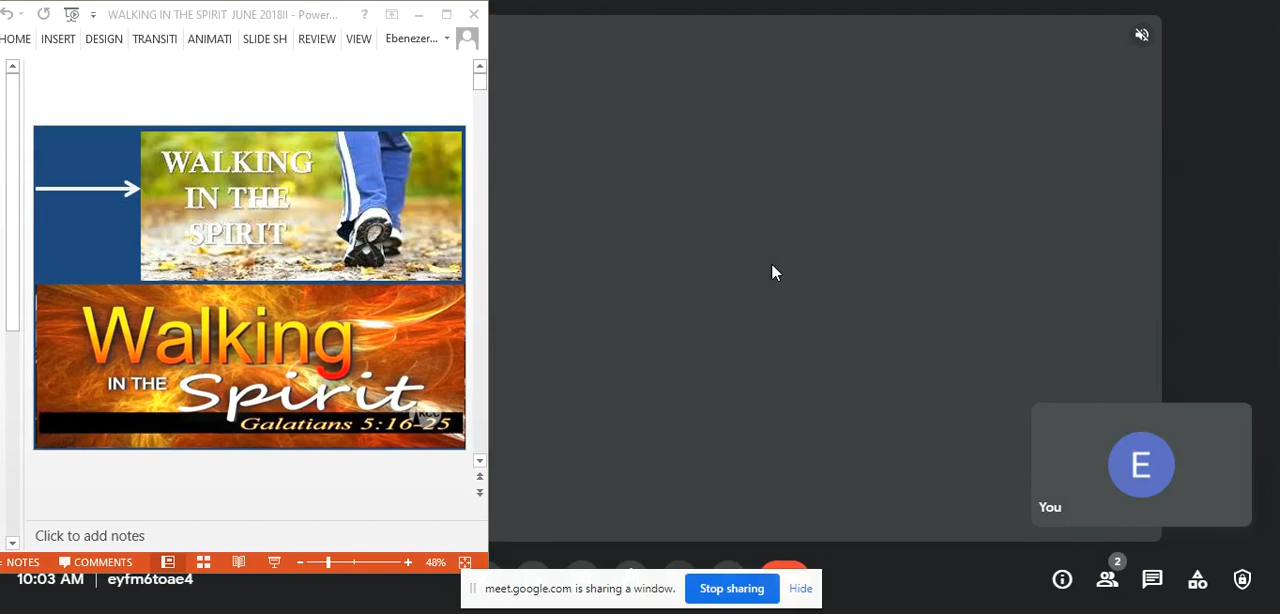 WALKING IN THE SPIRIT JUNE 2018II - Power... ?
HOME INSERT DESIGN TRANSITI ANIMATI SLIDE SH REVIEW VIEW Ebenezer...
WALKING
IN THE
SPIRIT
Walking
IN THE Spirit
KCC
Galatians 5:16-25
Click to add notes
NOTES COMMENTS 48%
10:03 AM | eyfm6toae4
meet.google.com is sharing a window. Stop sharing Hide
E
You
2